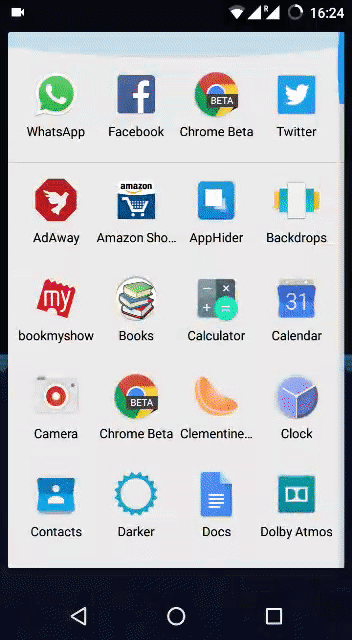 R
16:24
BETA
WhatsApp
Facebook
Chrome Beta
Twitter
amazon
AdAway
Amazon Sho...
AppHider
Backdrops
my
31
bookmyshow
Books
Calculator
Calendar
BETA
Camera
Chrome Beta
Clementine...
Clock
Contacts
Darker
Docs
Dolby Atmos